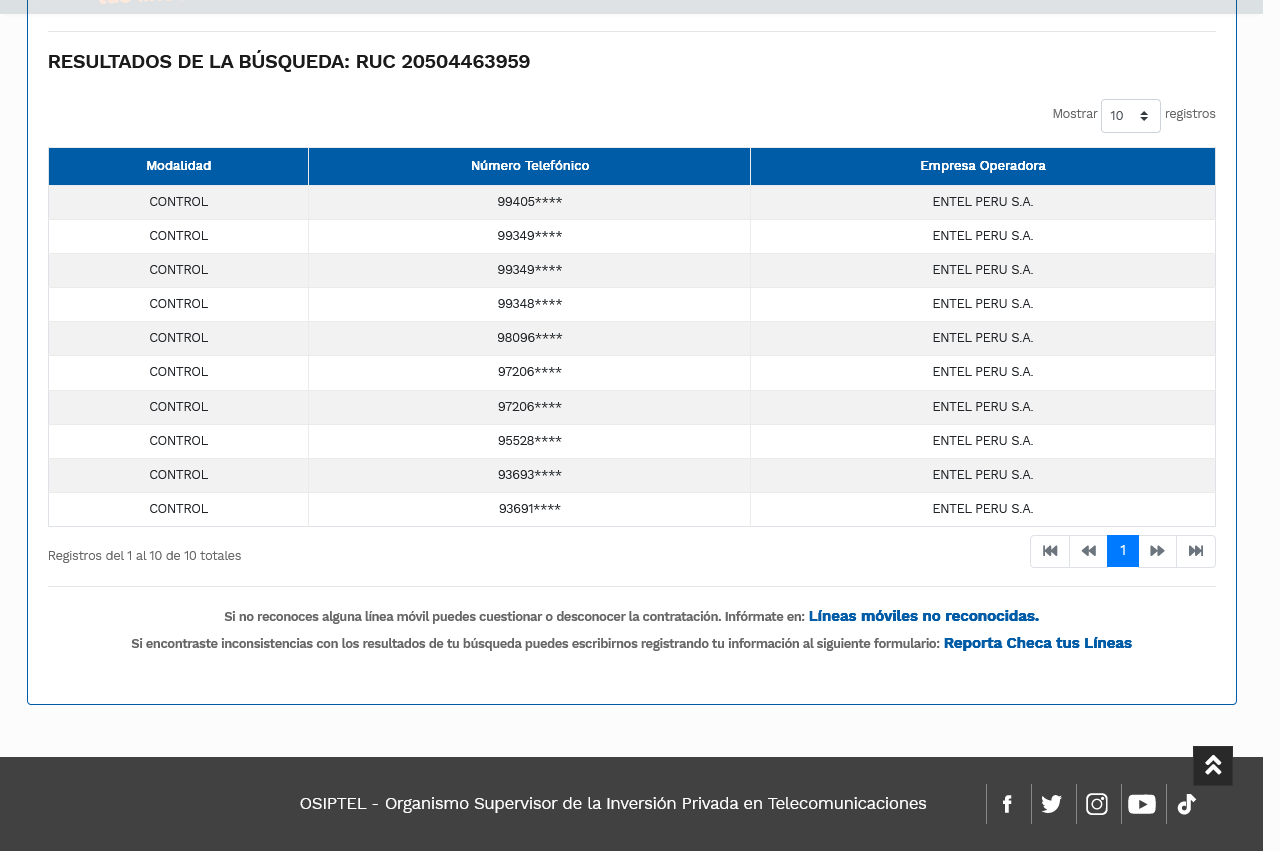 RESULTADOS DE LA BÚSQUEDA: RUC 20504463959
Mostrar 10 registros
Modalidad Número Telefónico Empresa Operadora
CONTROL 99405**** ENTEL PERU S.A.
CONTROL 99349**** ENTEL PERU S.A.
CONTROL 99349**** ENTEL PERU S.A.
CONTROL 99348**** ENTEL PERU S.A.
CONTROL 98096**** ENTEL PERU S.A.
CONTROL 97206**** ENTEL PERU S.A.
CONTROL 97206**** ENTEL PERU S.A.
CONTROL 95528**** ENTEL PERU S.A.
CONTROL 93693**** ENTEL PERU S.A.
CONTROL 93691**** ENTEL PERU S.A.
Registros del 1 al 10 de 10 totales 1
Si no reconoces alguna línea móvil puedes cuestionar o desconocer la contratación. Infórmate en: Líneas móviles no reconocidas.
Si encontraste inconsistencias con los resultados de tu búsqueda puedes escribirnos registrando tu información al siguiente formulario: Reporta Checa tus Líneas
OSIPTEL - Organismo Supervisor de la Inversión Privada en Telecomunicaciones